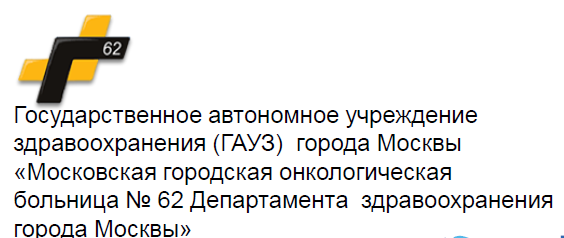 62
Государственное автономное учреждение
здравоохранения (ГАУЗ)  города Москвы
«Московская городская онкологическая
больница № 62 Департамента  здравоохранения
города Москвы»